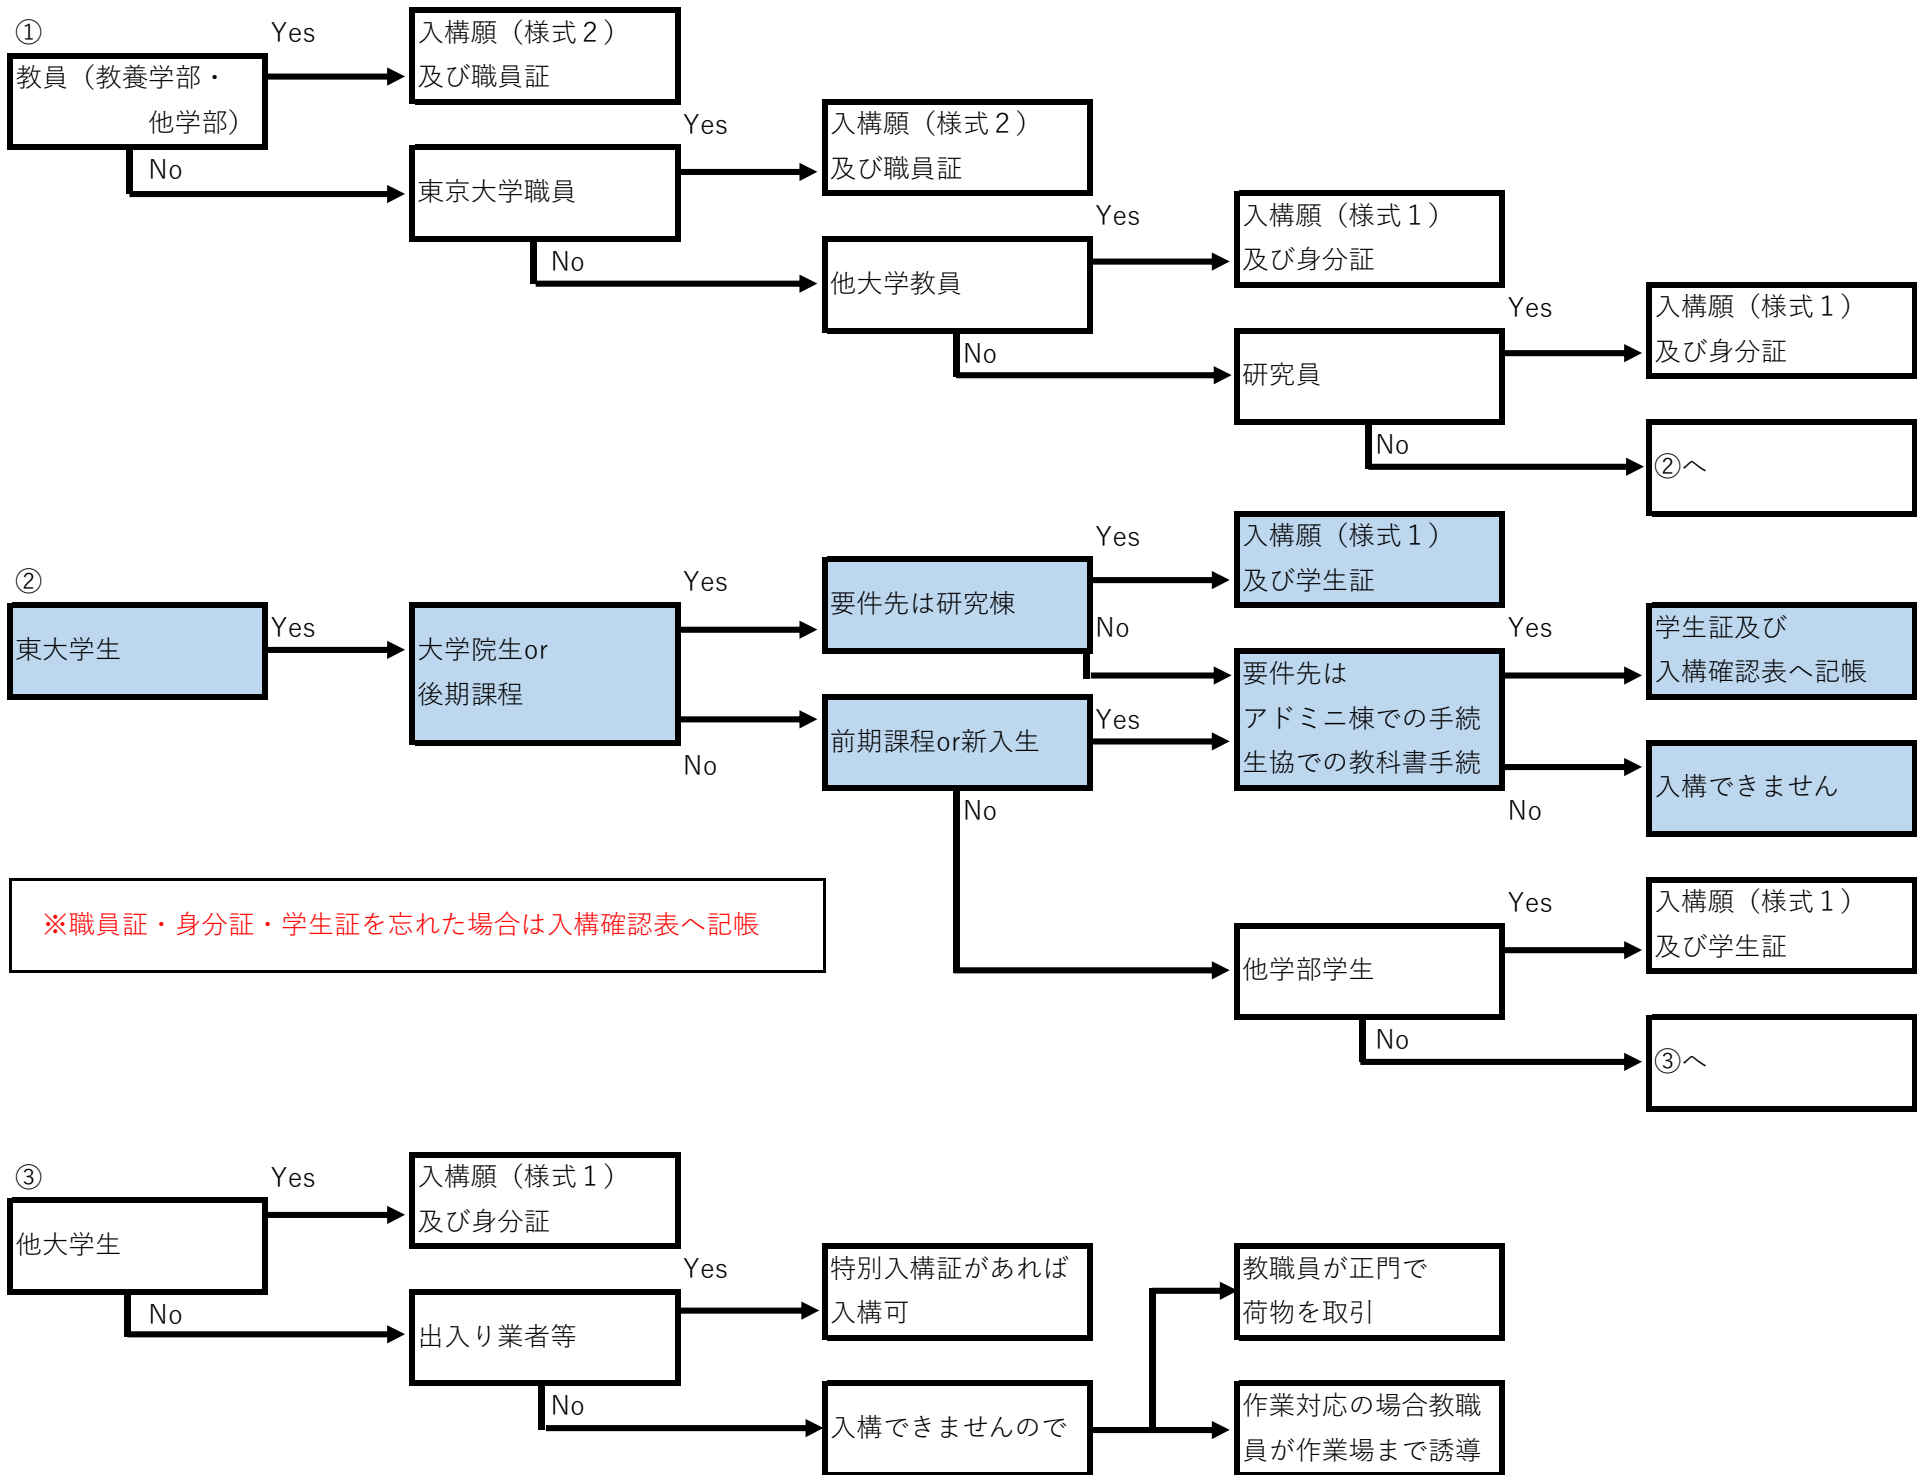 ①
Yes
入構願（様式２）
及び職員証
教員（教養学部・
他学部）
No
東京大学職員
Yes
入構願（様式２）
及び職員証
No
他大学教員
Yes
入構願（様式１）
及び身分証
No
研究員
Yes
入構願（様式１）
及び身分証
No
②へ
②
東大学生
Yes
大学院生or
後期課程
Yes
要件先は研究棟
Yes
入構願（様式１）
及び学生証
No
要件先は
アドミニ棟での手続
生協での教科書手続
Yes
学生証及び
入構確認表へ記帳
No
前期課程or新入生
Yes
No
入構できません
No
他学部学生
Yes
入構願（様式１）
及び学生証
No
③へ
※職員証・身分証・学生証を忘れた場合は入構確認表へ記帳
③
他大学生
Yes
入構願（様式１）
及び身分証
No
出入り業者等
Yes
特別入構証があれば
入構可
No
入構できませんので
教職員が正門で
荷物を取引
作業対応の場合教職
員が作業場まで誘導